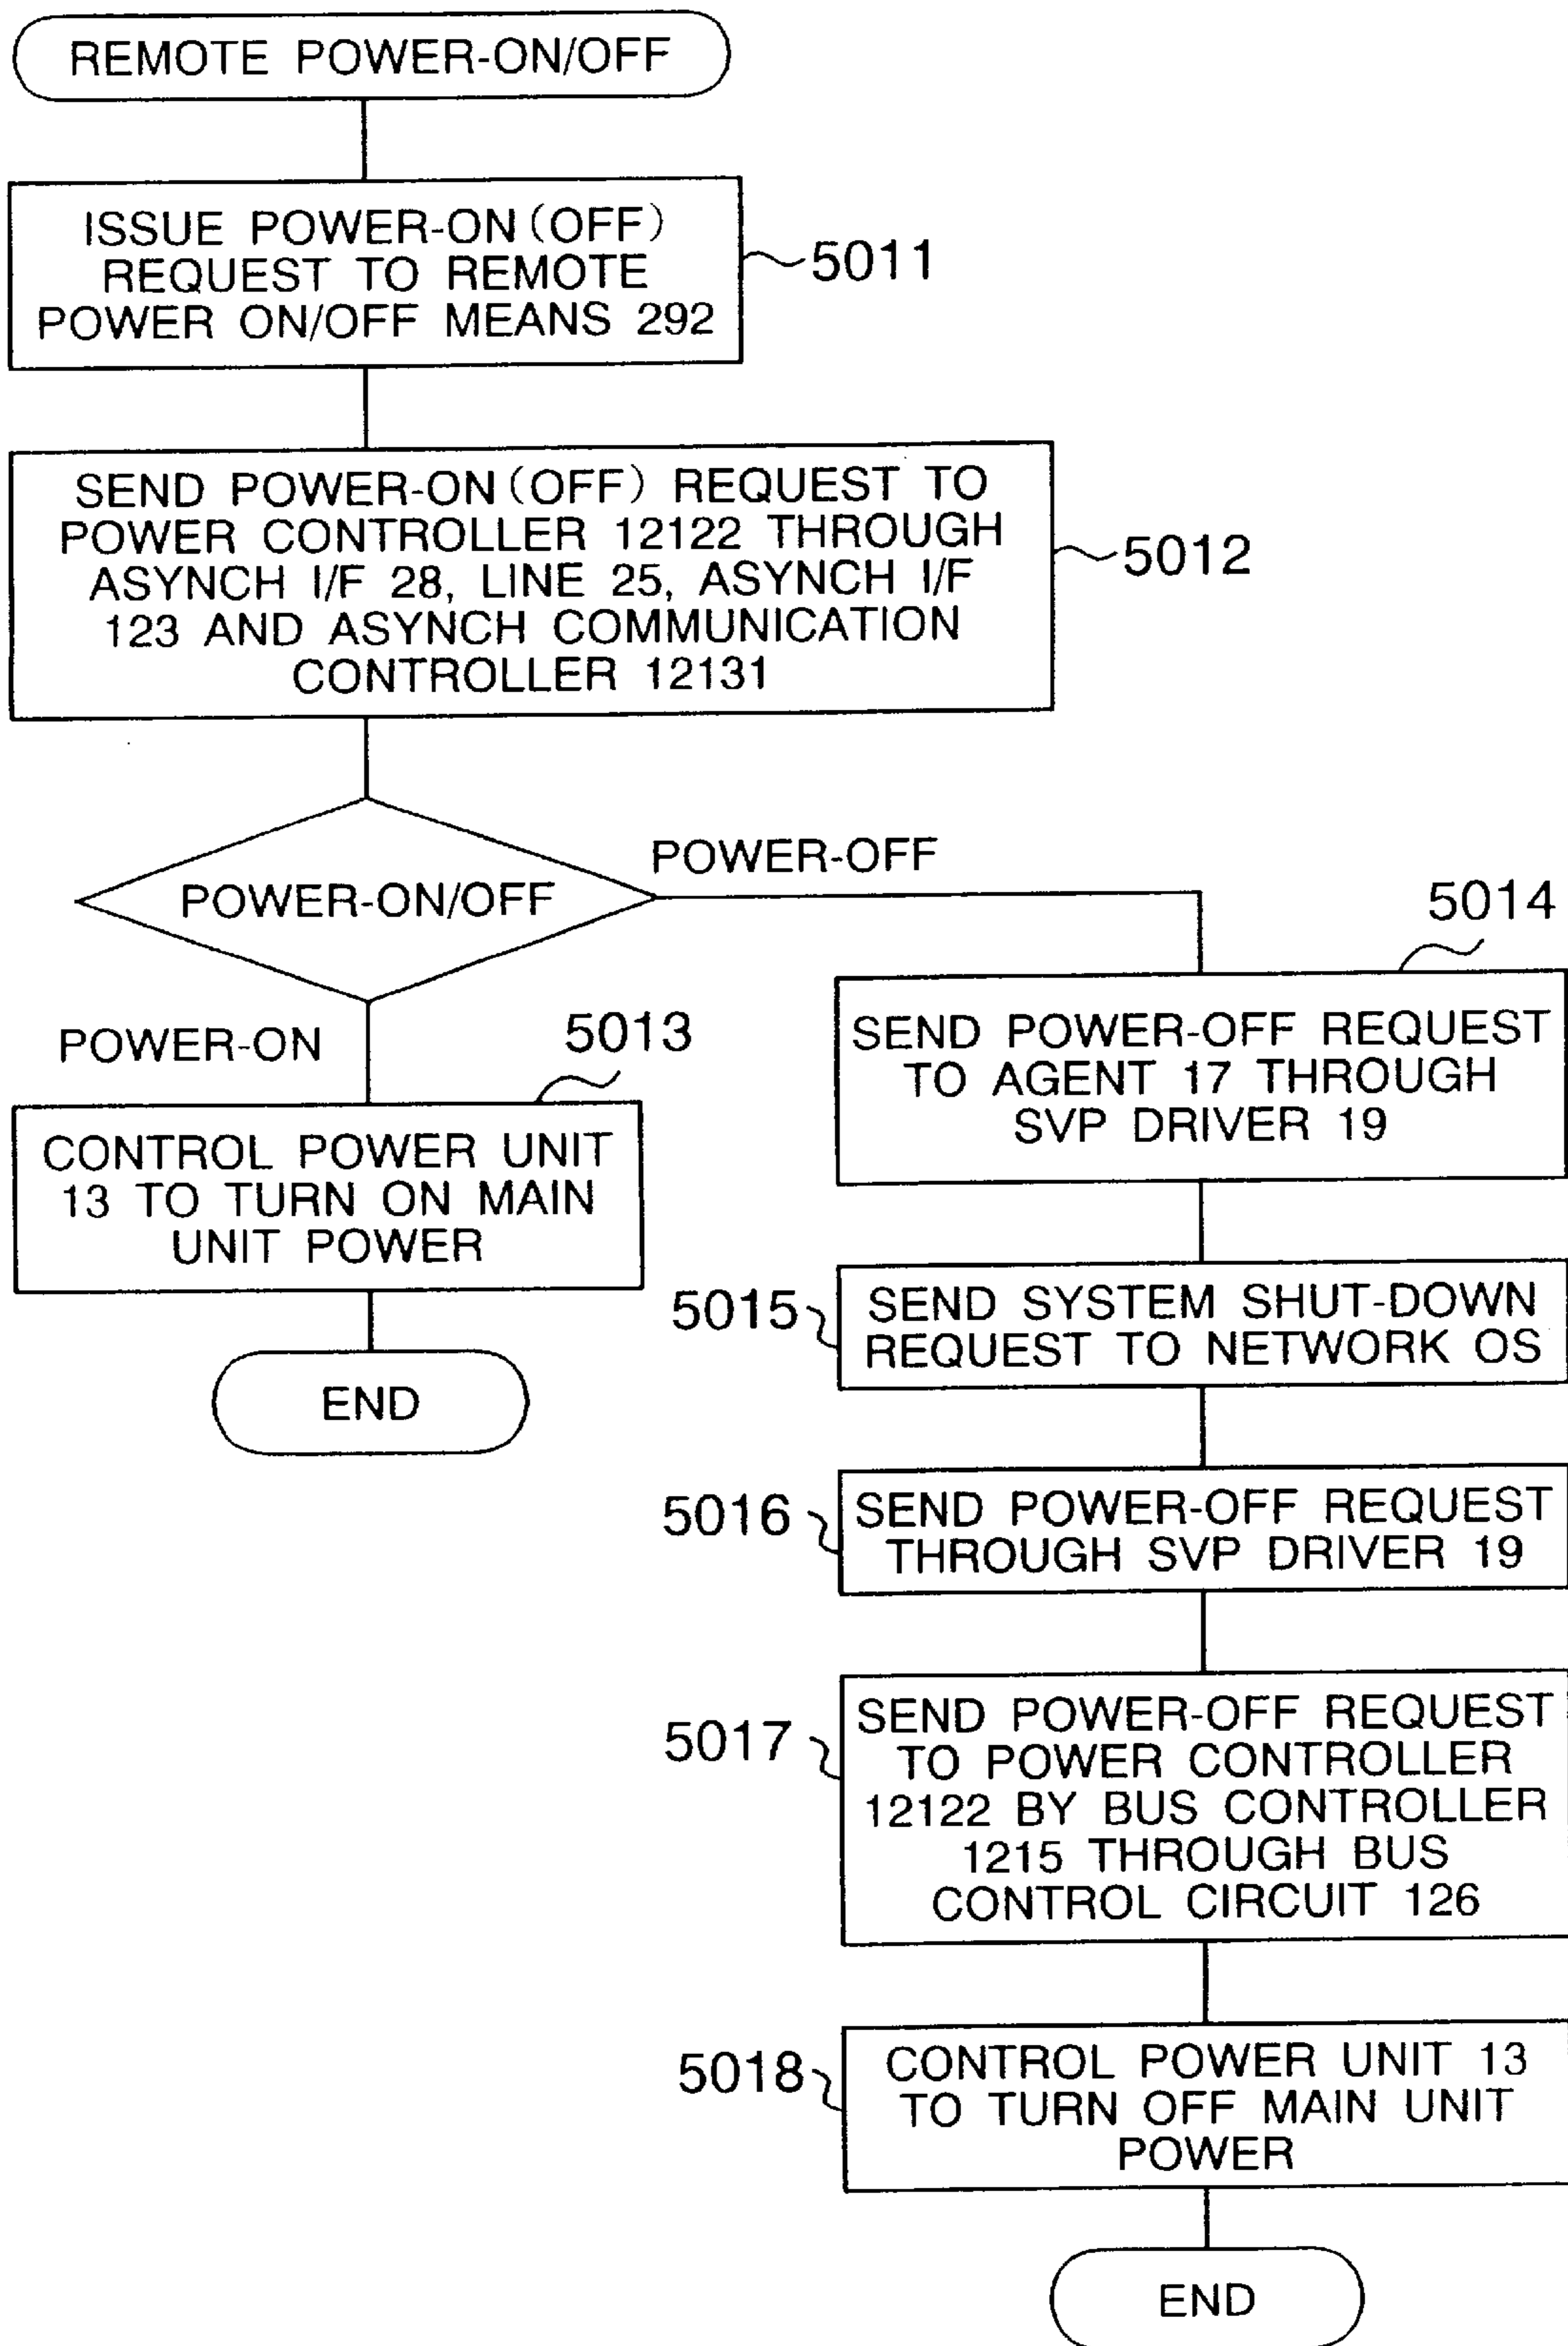 REMOTE POWER-ON/OFF
ISSUE POWER-ON(OFF)
REQUEST TO REMOTE
POWER ON/OFF MEANS 292
5011
SEND POWER-ON(OFF) REQUEST TO
POWER CONTROLLER 12122 THROUGH
ASYNCH I/F 28, LINE 25, ASYNCH I/F
123 AND ASYNCH COMMUNICATION
CONTROLLER 12131
5012
POWER-ON/OFF
POWER-OFF
POWER-ON
5013
CONTROL POWER UNIT
13 TO TURN ON MAIN
UNIT POWER
END
5014
SEND POWER-OFF REQUEST
TO AGENT 17 THROUGH
SVP DRIVER 19
5015
SEND SYSTEM SHUT-DOWN
REQUEST TO NETWORK OS
5016
SEND POWER-OFF REQUEST
THROUGH SVP DRIVER 19
5017
SEND POWER-OFF REQUEST
TO POWER CONTROLLER
12122 BY BUS CONTROLLER
1215 THROUGH BUS
CONTROL CIRCUIT 126
5018
CONTROL POWER UNIT 13
TO TURN OFF MAIN UNIT
POWER
END